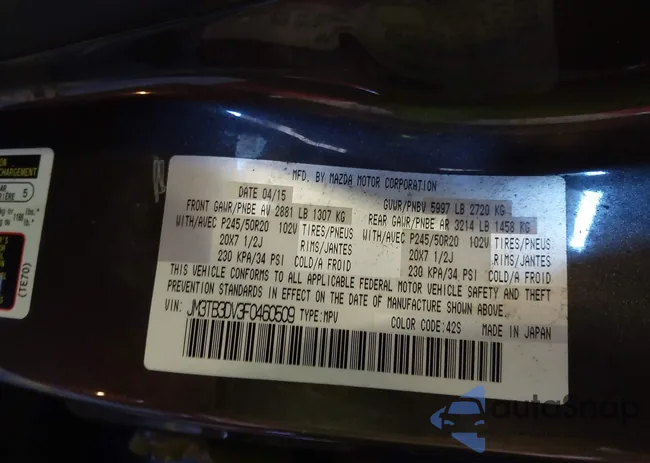 MFD. BY MAZDA MOTOR CORPORATION
DATE 04/15 GVWR/PNBV 5997 LB 2720 KG
FRONT GAWR/PNBE AV 2881 LB 1307 KG REAR GAWR/PNBE AR 3214 LB 1458 KG
WITH/AVEC P245/50R20 102V TIRES/PNEUS WITH/AVEC P245/50R20 102V TIRES/PNEUS
20X7 1/2J RIMS/JANTES 20X7 1/2J RIMS/JANTES
230 KPA/34 PSI COLD/A FROID 230 KPA/34 PSI COLD/A FROID
THIS VEHICLE CONFORMS TO ALL APPLICABLE FEDERAL MOTOR VEHICLE SAFETY AND THEFT
PREVENTION STANDARDS IN EFFECT ON THE DATE OF MANUFACTURE SHOWN ABOVE.
VIN: JM3TB3DV3F0460509 TYPE:MPV
COLOR CODE:42S MADE IN JAPAN
(TE70)
5
AutoSnap